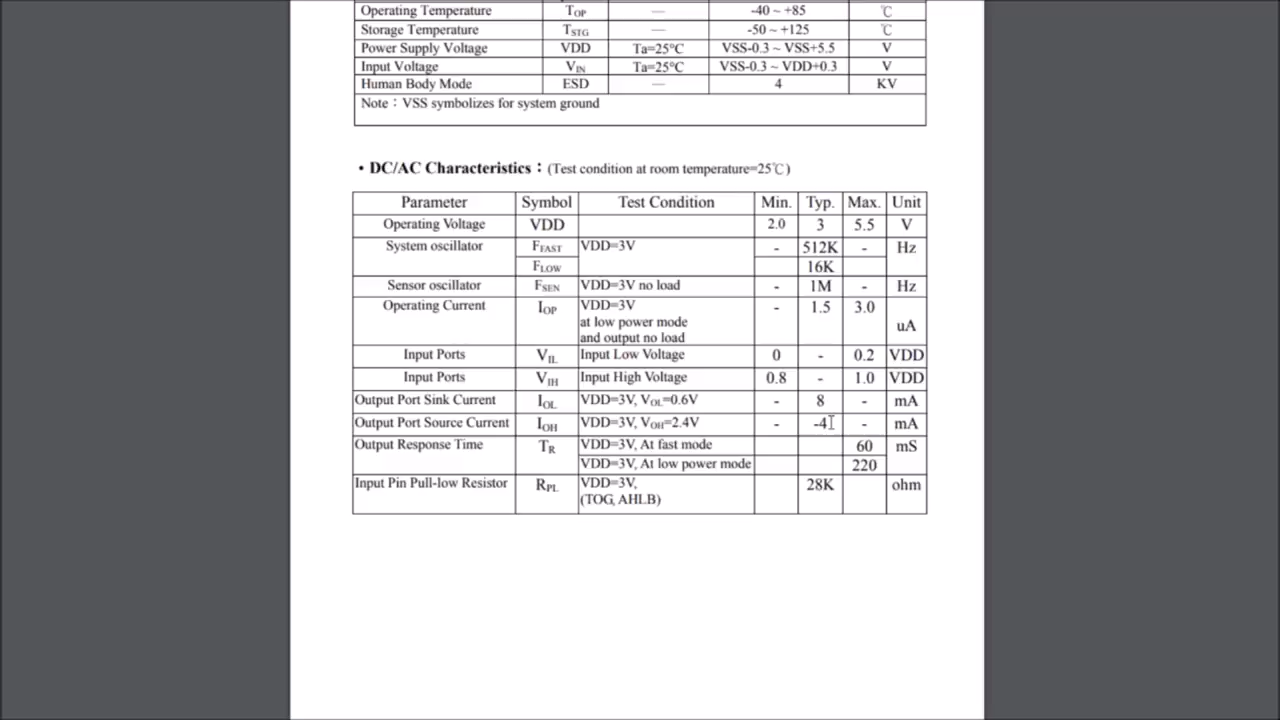 Operating Temperature TOP — -40 ~ +85 ℃
Storage Temperature TSTG — -50 ~ +125 ℃
Power Supply Voltage VDD Ta=25°C VSS-0.3 ~ VSS+5.5 V
Input Voltage VIN Ta=25°C VSS-0.3 ~ VDD+0.3 V
Human Body Mode ESD — 4 KV
Note：VSS symbolizes for system ground
• DC/AC Characteristics：(Test condition at room temperature=25℃)
Parameter Symbol Test Condition Min. Typ. Max. Unit
Operating Voltage VDD 2.0 3 5.5 V
System oscillator FFAST VDD=3V - 512K - Hz
FLOW 16K
Sensor oscillator FSEN VDD=3V no load - 1M - Hz
Operating Current IOP VDD=3V - 1.5 3.0
at low power mode uA
and output no load
Input Ports VIL Input Low Voltage 0 - 0.2 VDD
Input Ports VIH Input High Voltage 0.8 - 1.0 VDD
Output Port Sink Current IOL VDD=3V, VOL=0.6V - 8 - mA
Output Port Source Current IOH VDD=3V, VOH=2.4V - -4 - mA
Output Response Time TR VDD=3V, At fast mode 60 mS
VDD=3V, At low power mode 220
Input Pin Pull-low Resistor RPL VDD=3V, 28K ohm
(TOG, AHLB)